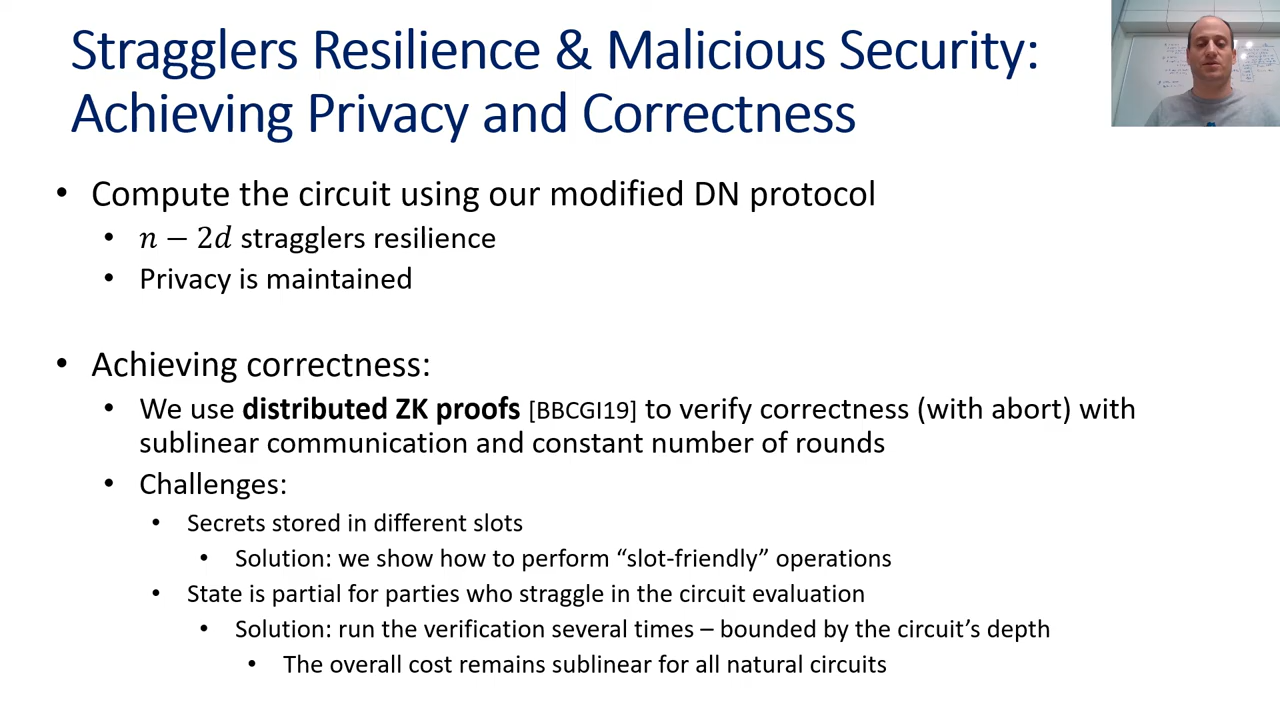 Stragglers Resilience & Malicious Security:
Achieving Privacy and Correctness
• Compute the circuit using our modified DN protocol
• n − 2d stragglers resilience
• Privacy is maintained
• Achieving correctness:
• We use distributed ZK proofs [BBCGI19] to verify correctness (with abort) with
sublinear communication and constant number of rounds
• Challenges:
• Secrets stored in different slots
• Solution: we show how to perform “slot-friendly” operations
• State is partial for parties who straggle in the circuit evaluation
• Solution: run the verification several times – bounded by the circuit’s depth
• The overall cost remains sublinear for all natural circuits